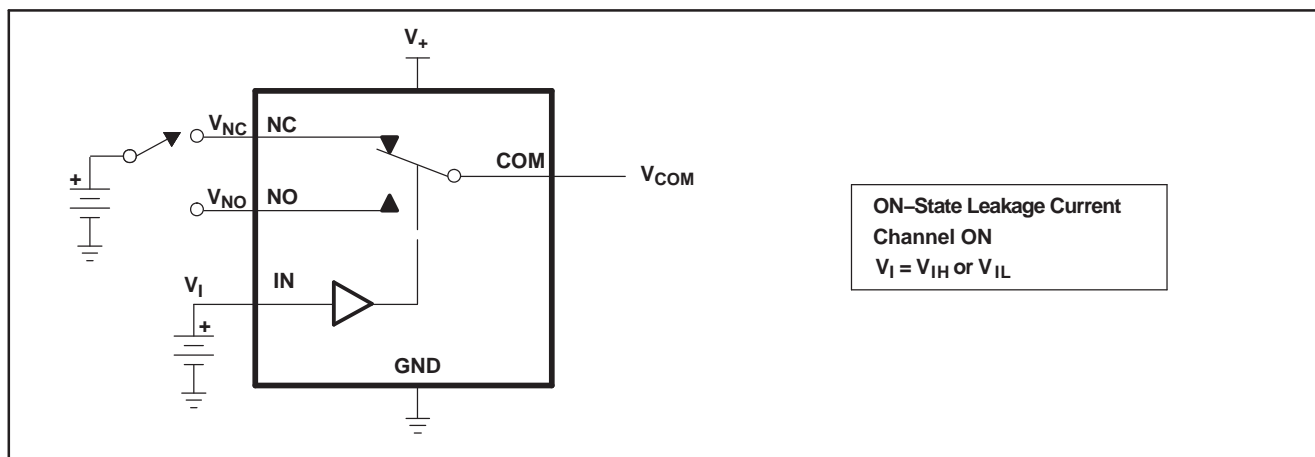 V+
VNC NC
COM
VCOM
+
VNO NO
VI IN
+
GND
ON–State Leakage Current
Channel ON
VI = VIH or VIL